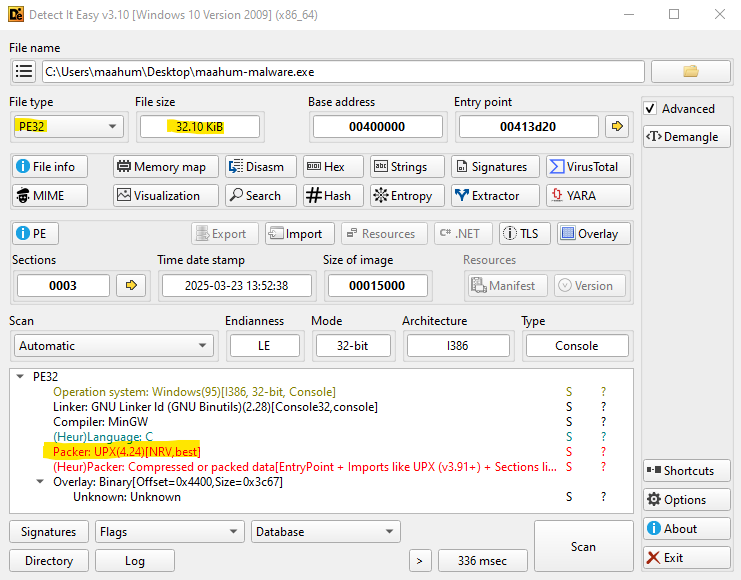 Detect It Easy v3.10 [Windows 10 Version 2009] (x86_64)
File name
C:\Users\maahum\Desktop\maahum-malware.exe
File type File size Base address Entry point
PE32 32.10 KiB 00400000 00413d20
Advanced
Demangle
File info Memory map Disasm Hex Strings Signatures VirusTotal
MIME Visualization Search Hash Entropy Extractor YARA
PE Export Import Resources .NET TLS Overlay
Sections Time date stamp Size of image Resources
0003 2025-03-23 13:52:38 00015000 Manifest Version
Scan Endianness Mode Architecture Type
Automatic LE 32-bit I386 Console
PE32
Operation system: Windows(95)[I386, 32-bit, Console] S ?
Linker: GNU Linker ld (GNU Binutils)(2.28)[Console32,console] S ?
Compiler: MinGW S ?
(Heur)Language: C S ?
Packer: UPX(4.24)[NRV,best] S ?
(Heur)Packer: Compressed or packed data[EntryPoint + Imports like UPX (v3.91+) + Sections li... S ?
Overlay: Binary[Offset=0x4400,Size=0x3c67]
Unknown: Unknown S ?
Shortcuts
Options
About
Exit
Signatures Flags Database Scan
Directory Log > 336 msec